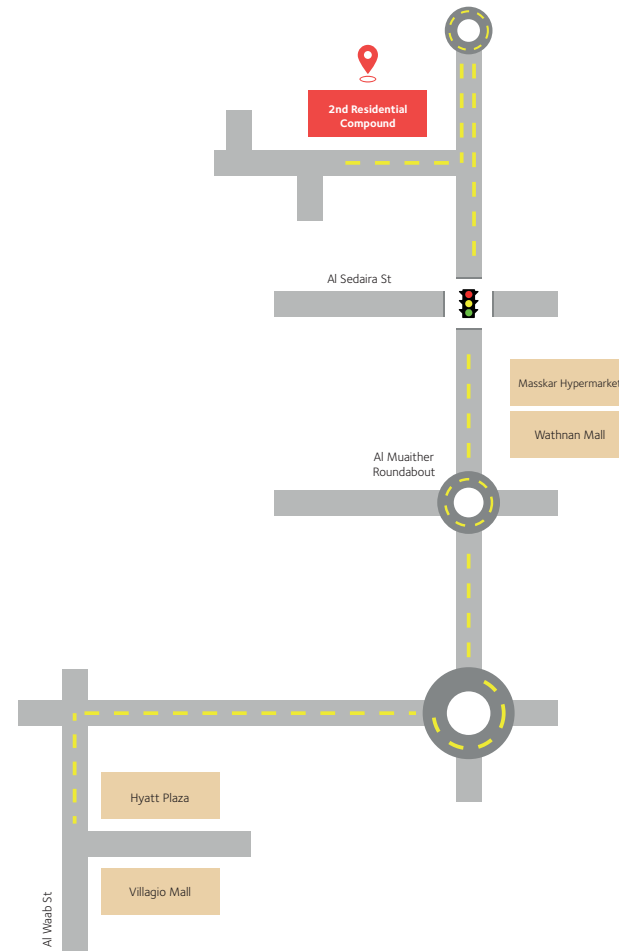 2nd Residential
Compound
Al Sedaira St
Masskar Hypermarket
Wathnan Mall
Al Muaither
Roundabout
Hyatt Plaza
Villagio Mall
Al Waab St